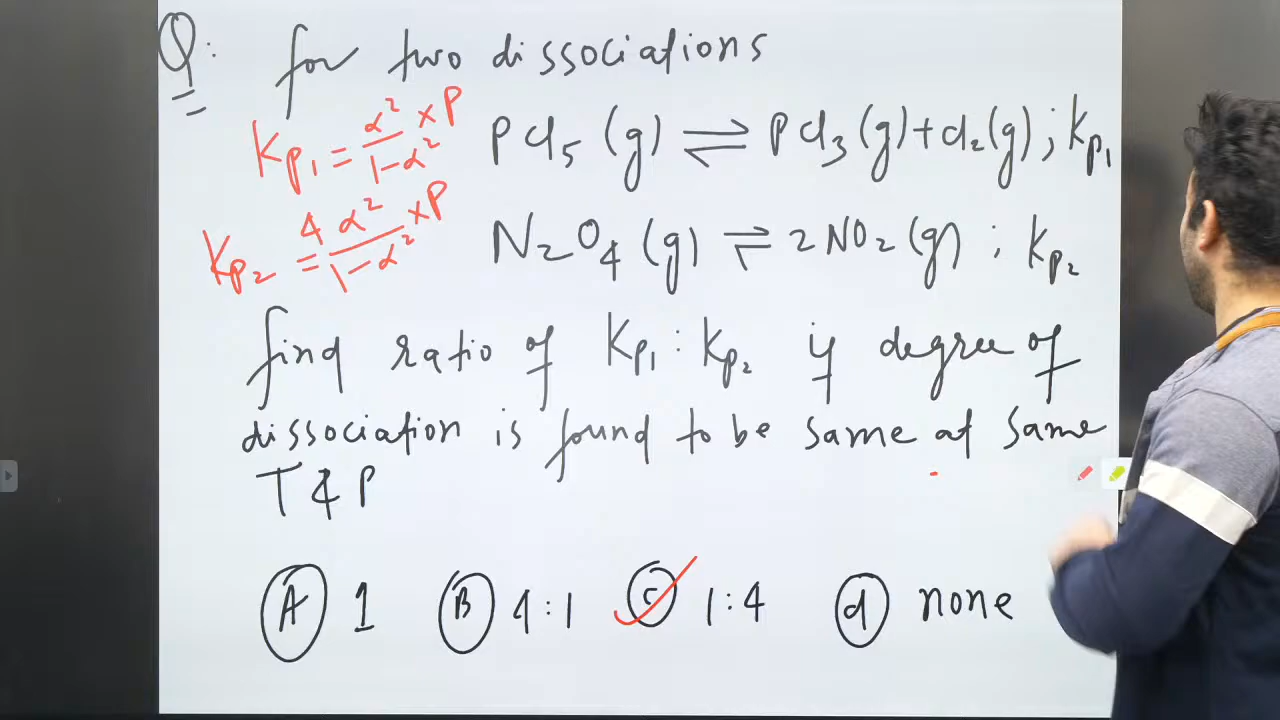 Q: for two dissociations
Kp₁ = α²/1-α² × P
PCl₅ (g) ⇌ PCl₃ (g) + Cl₂ (g) ; Kp₁
Kp₂ = 4α²/1-α² × P
N₂O₄ (g) ⇌ 2NO₂ (g) ; Kp₂
find ratio of Kp₁ : Kp₂ if degree of
dissociation is found to be same at same
T & P
(A) 1 (B) 4:1 (C) 1:4 (d) none